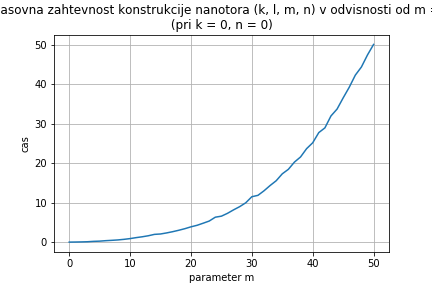 asovna zahtevnost konstrukcije nanotora (k, l, m, n) v odvisnosti od m =
(pri k = 0, n = 0)
50
40
30
20
10
0
cas
0 10 20 30 40 50
parameter m